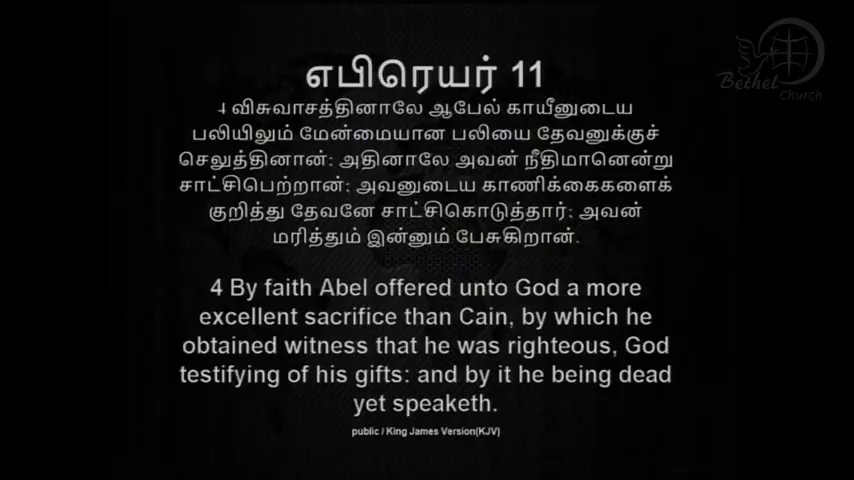 Bethel
Church
எபிரெயர் 11
4 விசுவாசத்தினாலே ஆபேல் காயீனுடைய
பலியிலும் மேன்மையான பலியை தேவனுக்குச்
செலுத்தினான்; அதினாலே அவன் நீதிமானென்று
சாட்சிபெற்றான்; அவனுடைய காணிக்கைகளைக்
குறித்து தேவனே சாட்சிகொடுத்தார்; அவன்
மரித்தும் இன்னும் பேசுகிறான்.
4 By faith Abel offered unto God a more
excellent sacrifice than Cain, by which he
obtained witness that he was righteous, God
testifying of his gifts: and by it he being dead
yet speaketh.
public / King James Version(KJV)